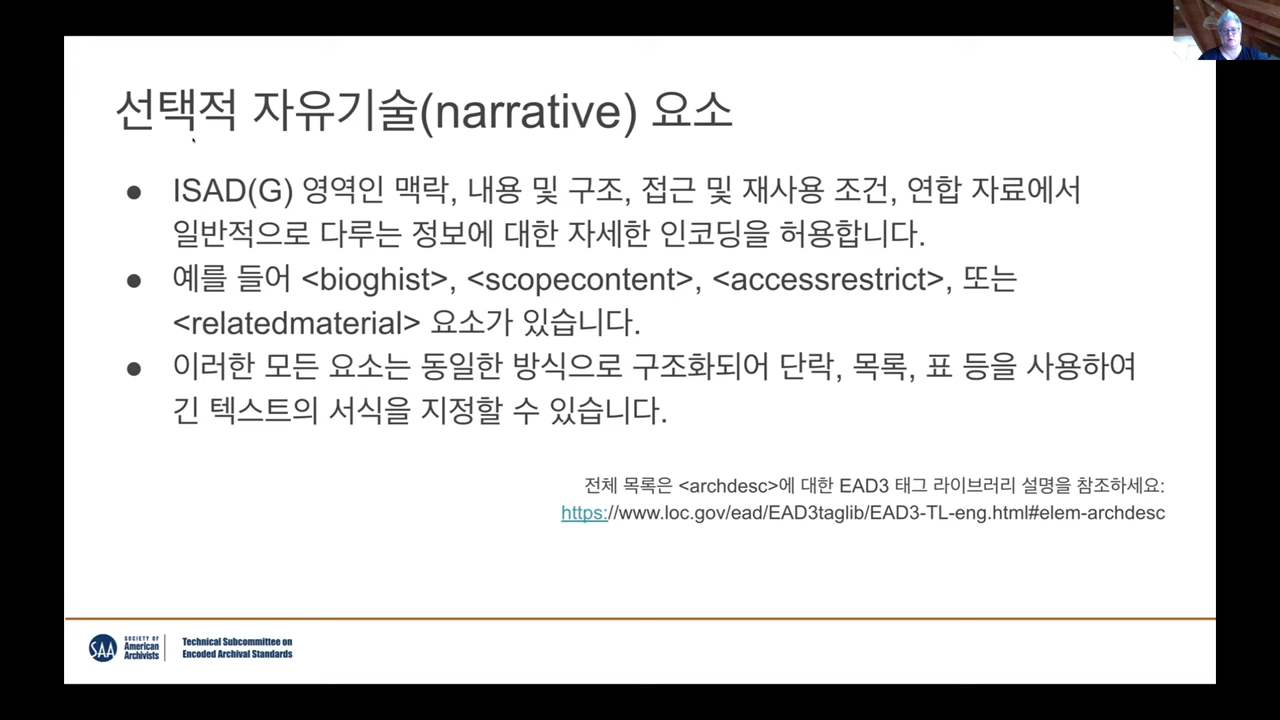 선택적 자유기술(narrative) 요소
● ISAD(G) 영역인 맥락, 내용 및 구조, 접근 및 재사용 조건, 연합 자료에서
일반적으로 다루는 정보에 대한 자세한 인코딩을 허용합니다.
● 예를 들어 <bioghist>, <scopecontent>, <accessrestrict>, 또는
<relatedmaterial> 요소가 있습니다.
● 이러한 모든 요소는 동일한 방식으로 구조화되어 단락, 목록, 표 등을 사용하여
긴 텍스트의 서식을 지정할 수 있습니다.
전체 목록은 <archdesc>에 대한 EAD3 태그 라이브러리 설명을 참조하세요:
https://www.loc.gov/ead/EAD3taglib/EAD3-TL-eng.html#elem-archdesc
SAA
SOCIETY OF
American
Archivists
Technical Subcommittee on
Encoded Archival Standards